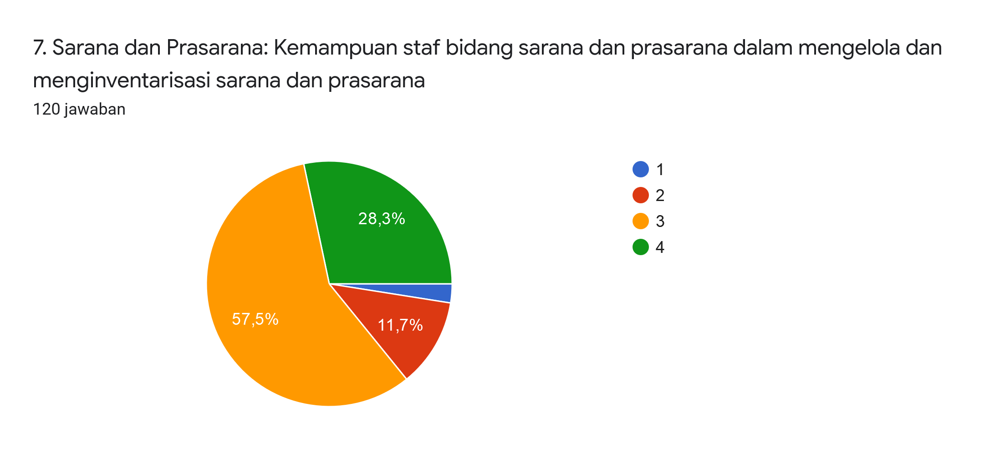 7. Sarana dan Prasarana: Kemampuan staf bidang sarana dan prasarana dalam mengelola dan
menginventarisasi sarana dan prasarana
120 jawaban
1
2
3
4
28,3%
57,5%
11,7%